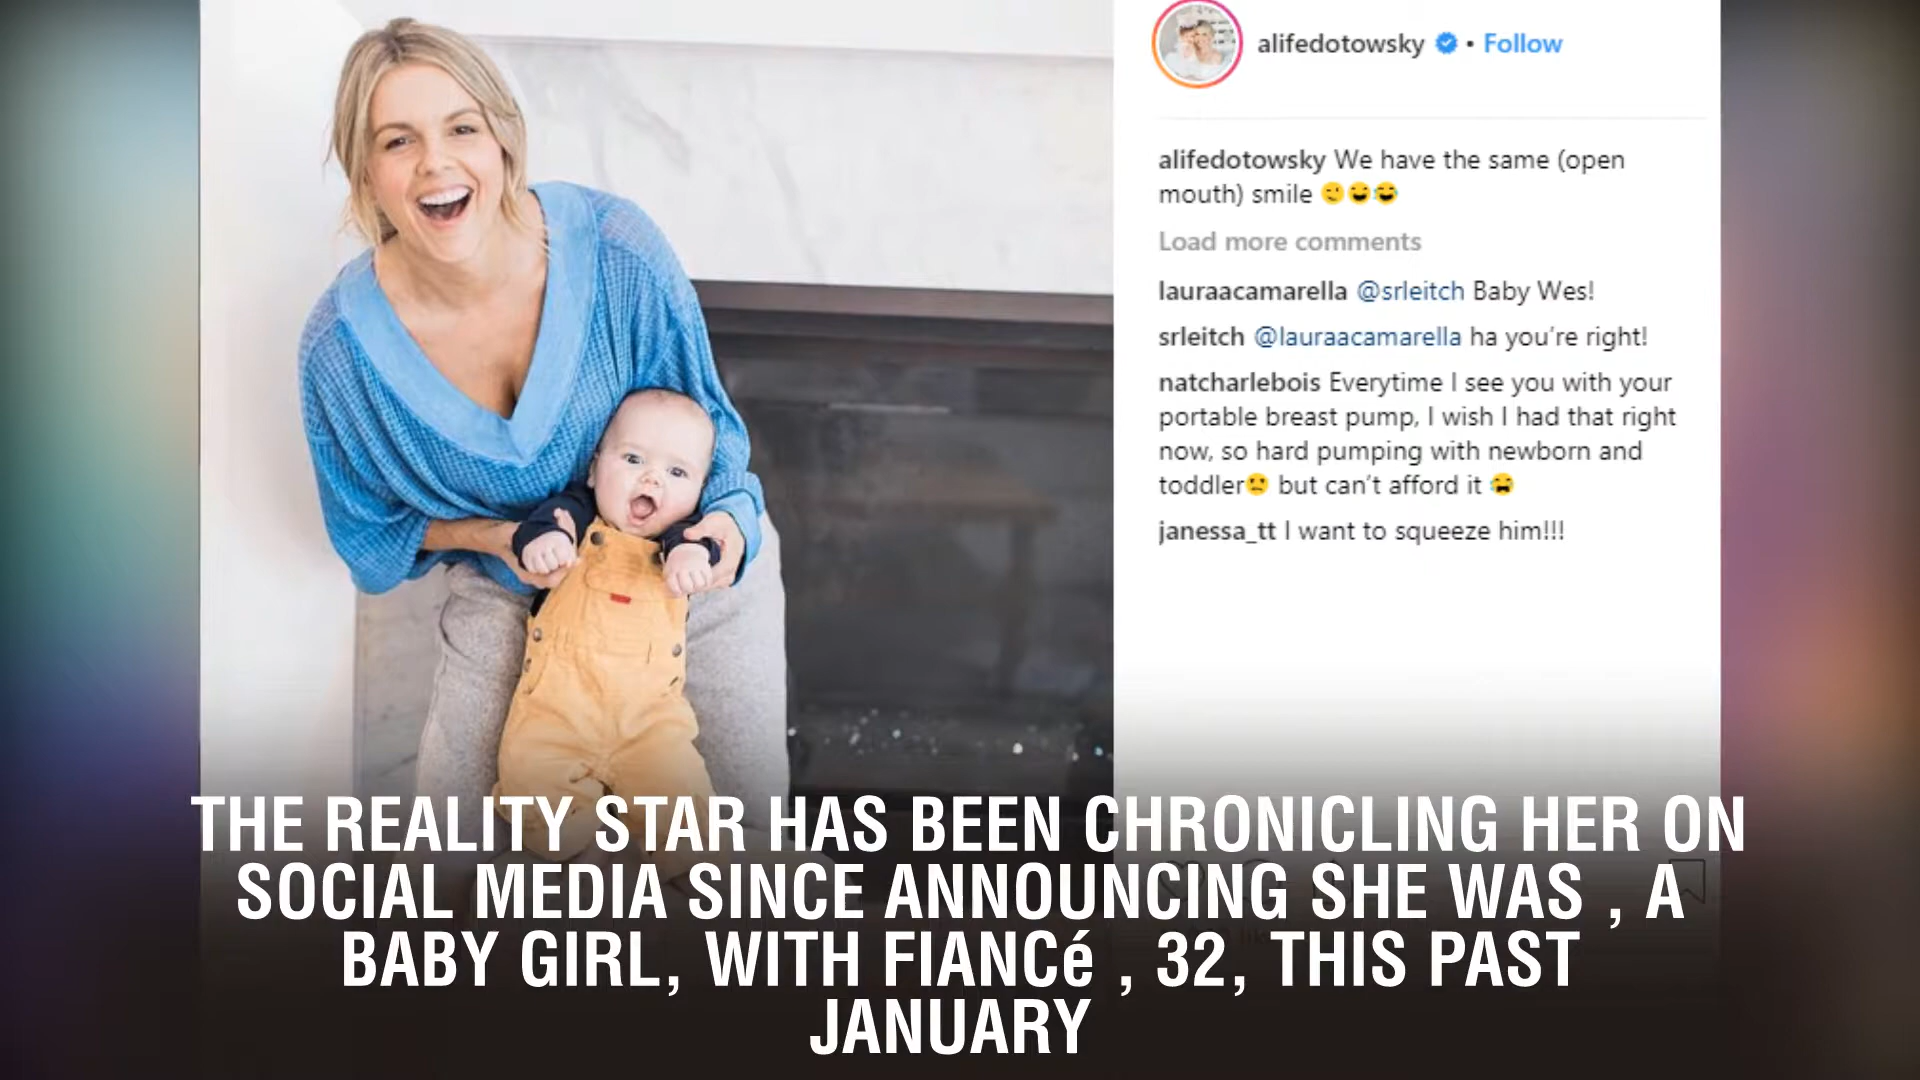 alifedotowsky • Follow
alifedotowsky We have the same (open
mouth) smile 😉😄😂
Load more comments
lauraacamarella @srleitch Baby Wes!
srleitch @lauraacamarella ha you’re right!
natcharlebois Everytime I see you with your
portable breast pump, I wish I had that right
now, so hard pumping with newborn and
toddler😢 but can’t afford it 😭
janessa_tt I want to squeeze him!!!
THE REALITY STAR HAS BEEN CHRONICLING HER ON
SOCIAL MEDIA SINCE ANNOUNCING SHE WAS , A
BABY GIRL, WITH FIANCé , 32, THIS PAST
JANUARY